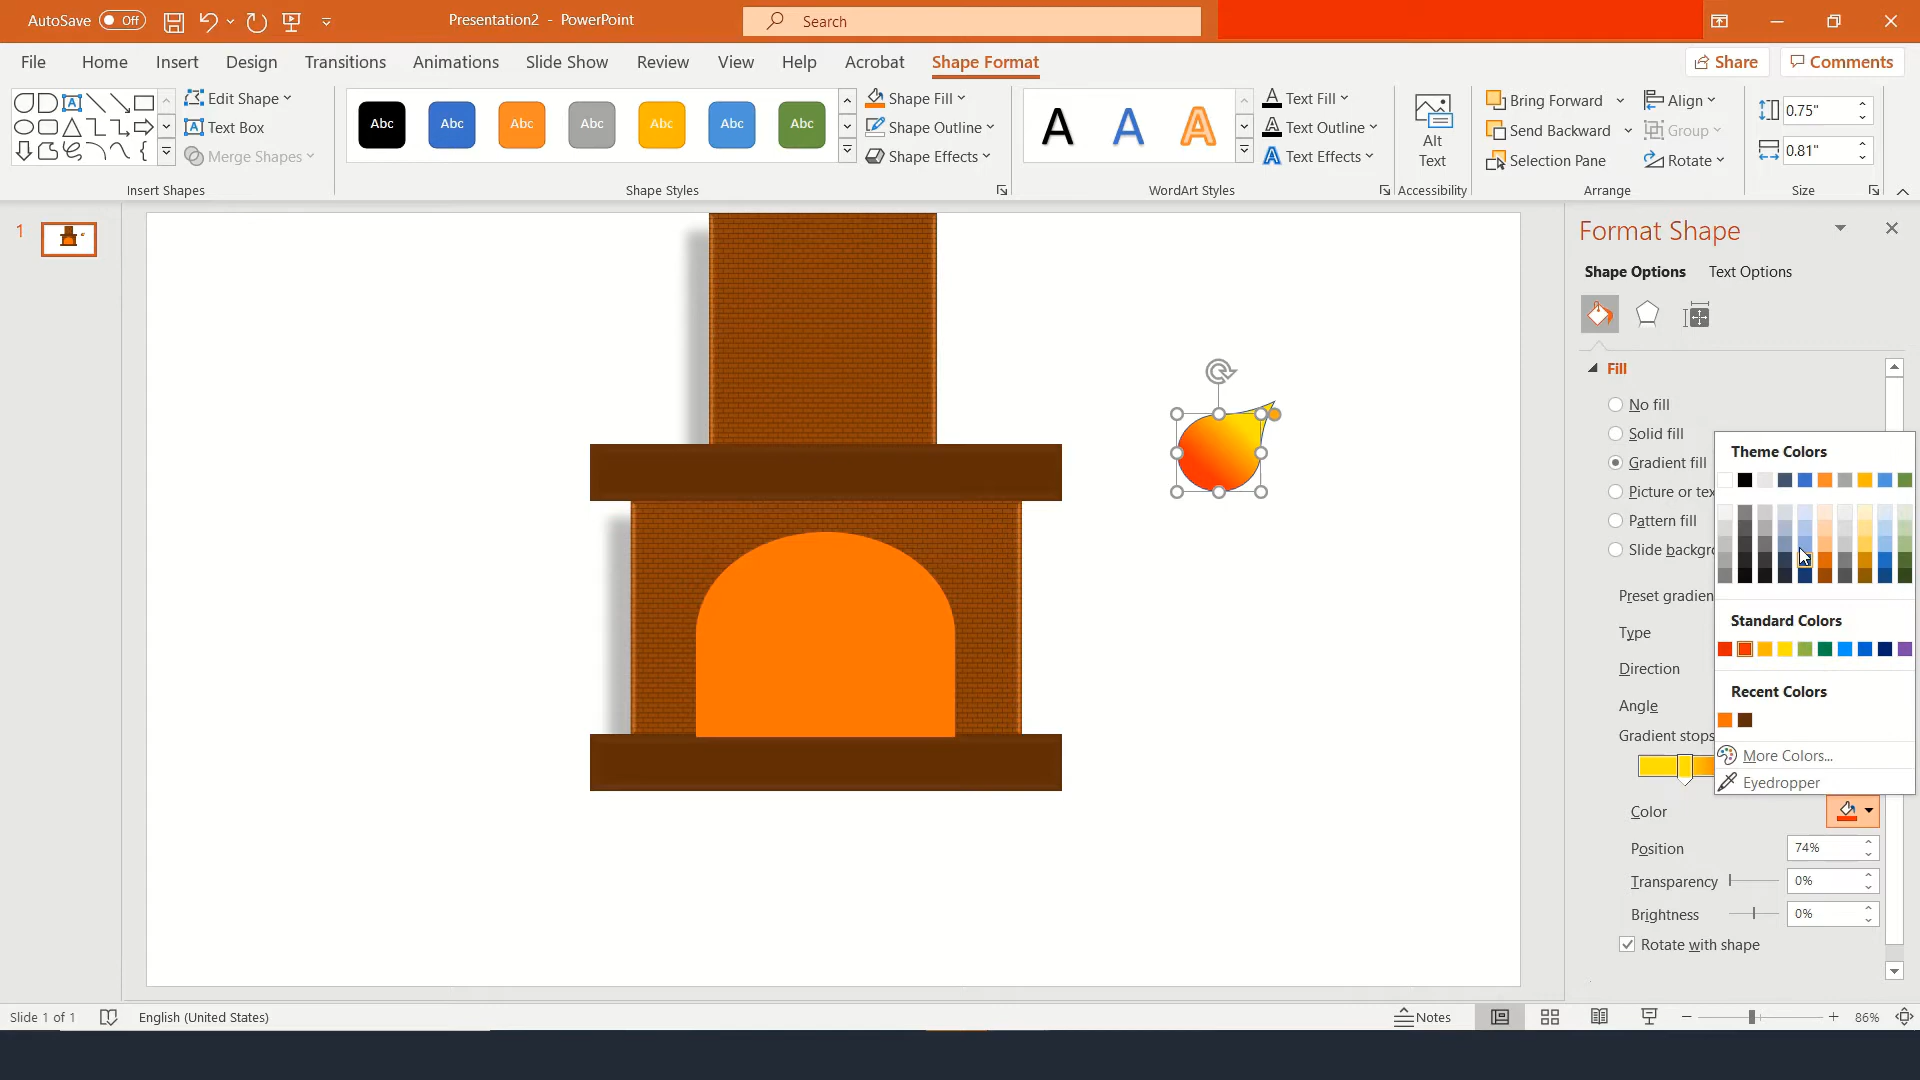 AutoSave Off Presentation2 - PowerPoint Search
File Home Insert Design Transitions Animations Slide Show Review View Help Acrobat Shape Format Share Comments
Edit Shape
Text Box
Merge Shapes
Insert Shapes
Abc Abc Abc Abc Abc Abc Abc
Shape Fill
Shape Outline
Shape Effects
Shape Styles
A A A
Text Fill
Text Outline
Text Effects
WordArt Styles
Alt
Text
Accessibility
Bring Forward
Send Backward
Selection Pane
Align
Group
Rotate
Arrange
0.75"
0.81"
Size
1
Format Shape
Shape Options Text Options
Fill
No fill
Solid fill
Gradient fill
Picture or tex
Pattern fill
Slide backgro
Preset gradien
Type
Direction
Angle
Gradient stops
Theme Colors
Standard Colors
Recent Colors
More Colors...
Eyedropper
Color
Position 74%
Transparency 0%
Brightness 0%
Rotate with shape
Slide 1 of 1 English (United States) Notes 86%